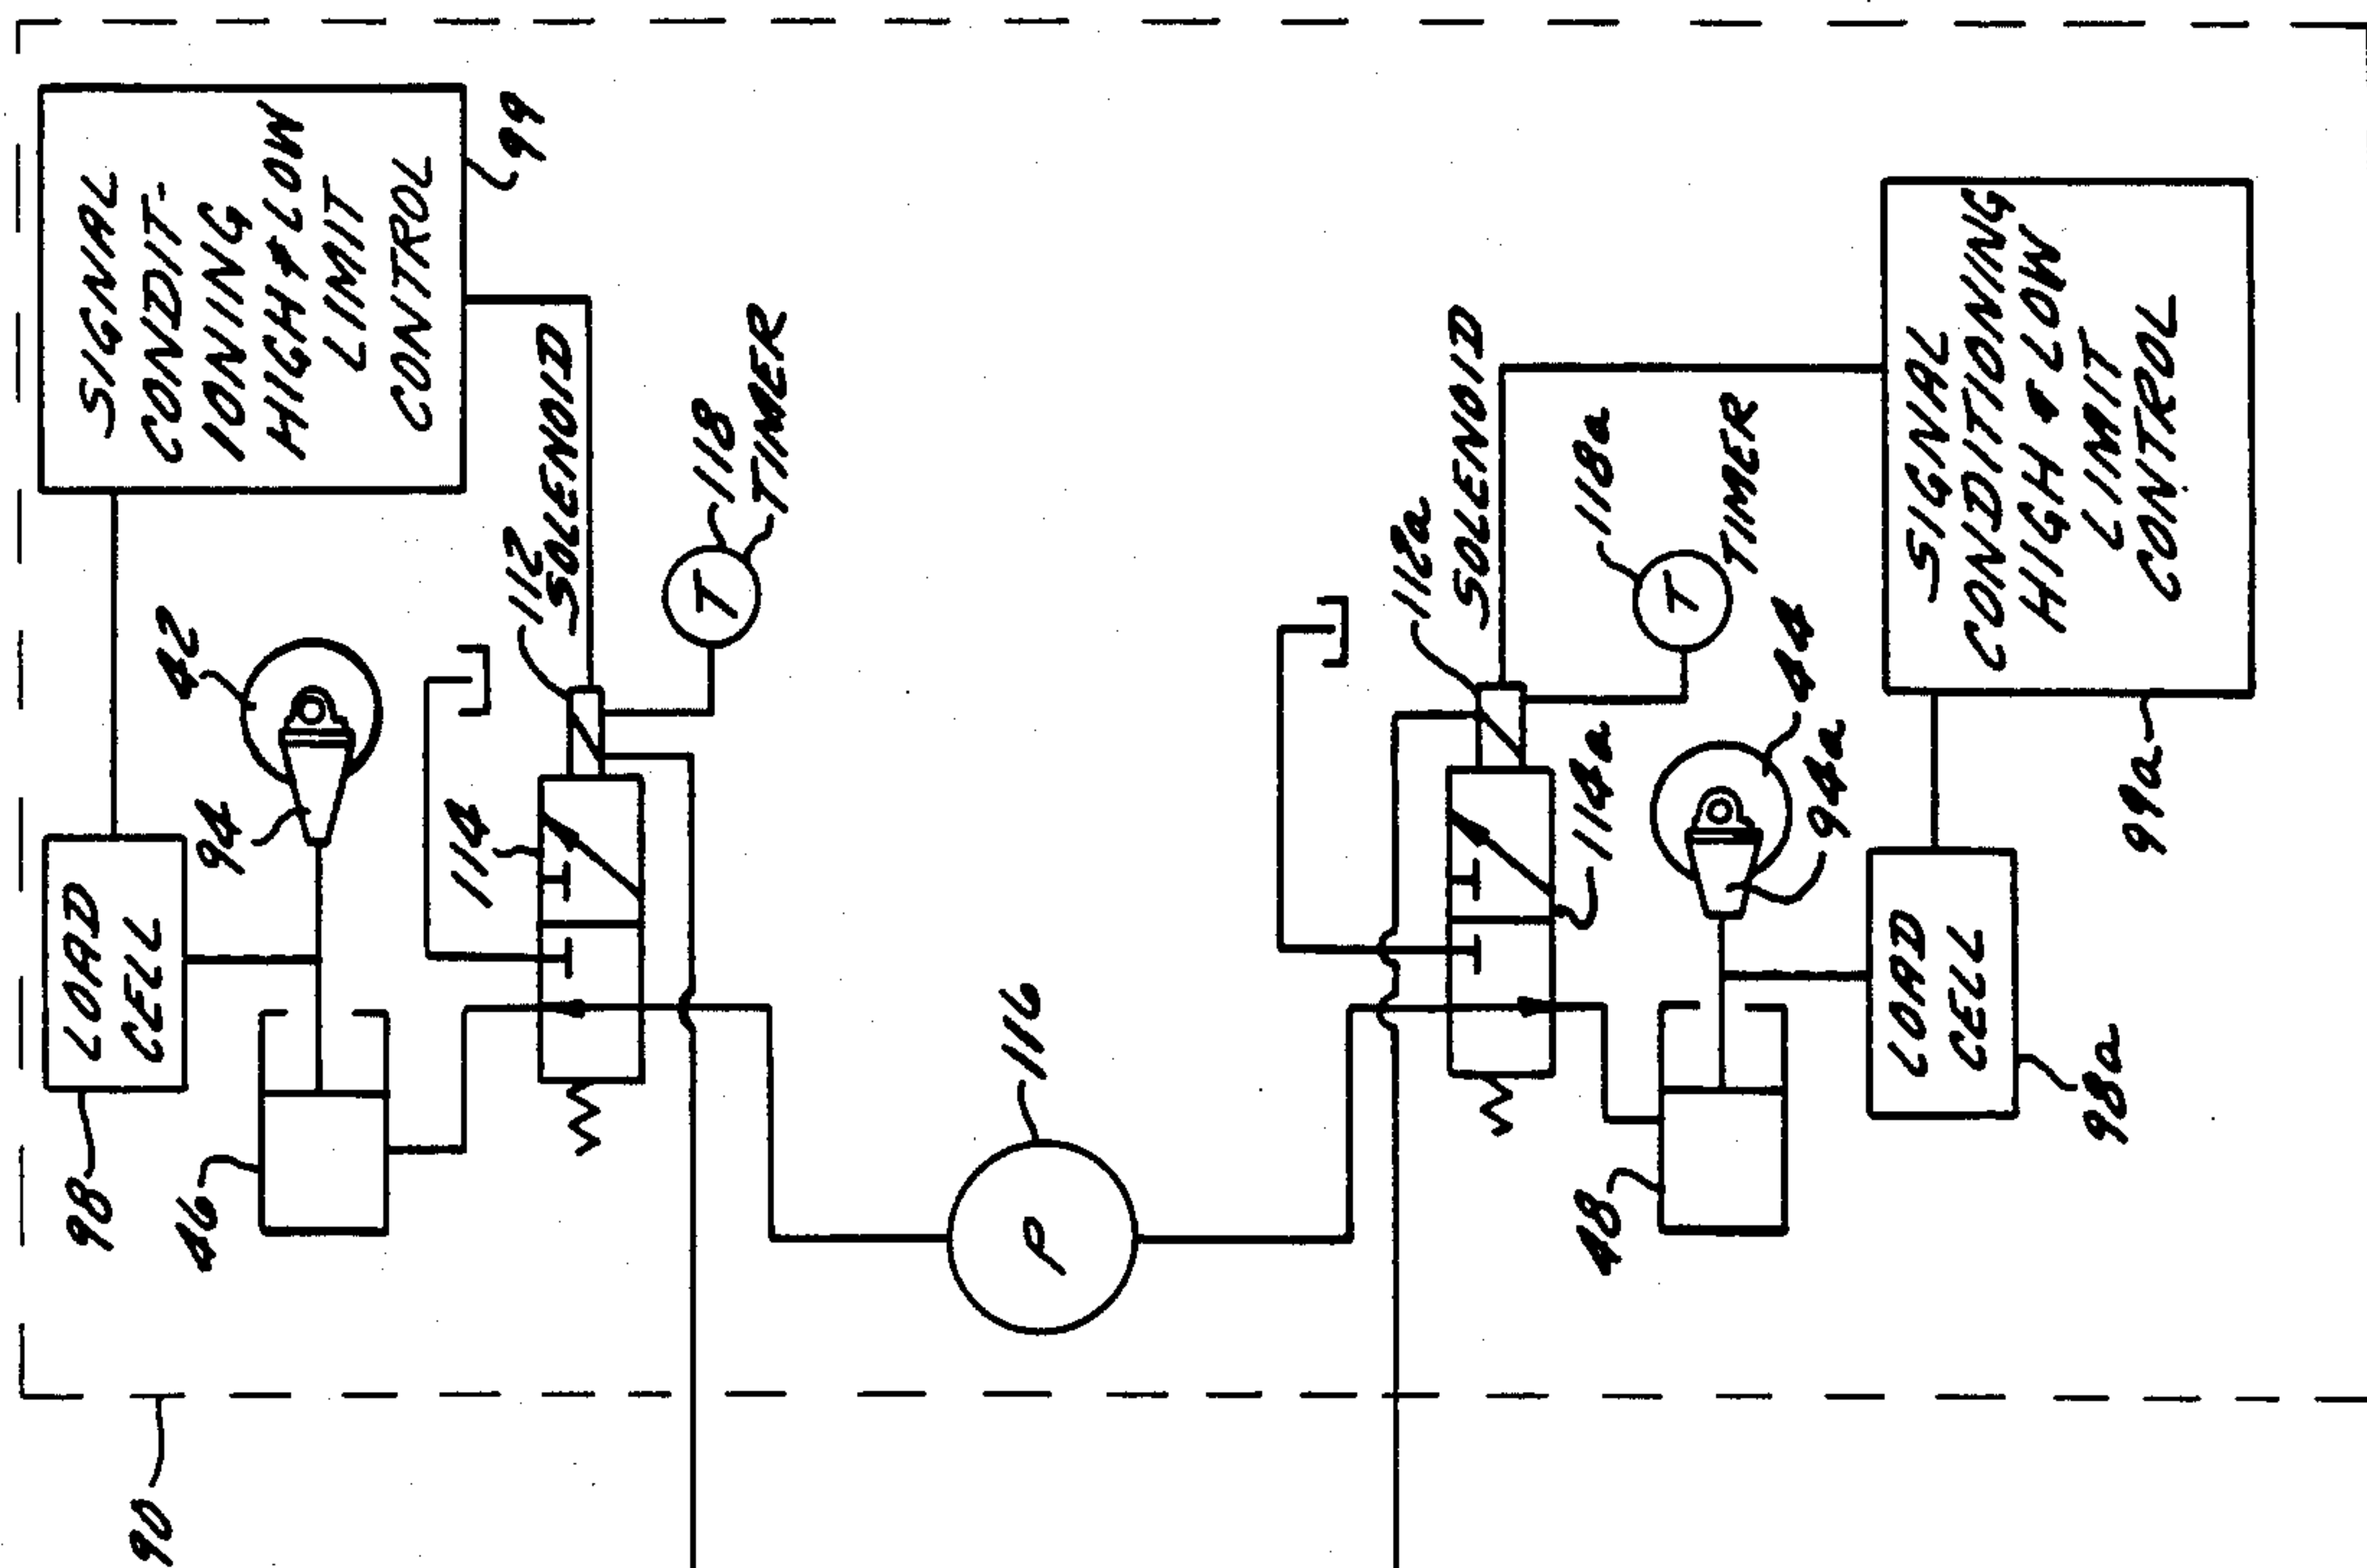 SIGNAL
CONDIT-
IONING
HIGH & LOW
LIMIT
CONTROL
99
LOAD
CELL
98
42
94
46
112
SOLENOID
114
118
TIMER
T
116
P
112a
SOLENOID
114a
118a
TIMER
T
44
94a
48
SIGNAL
CONDITIONING
HIGH & LOW
LIMIT
CONTROL
99a
LOAD
CELL
98a
90